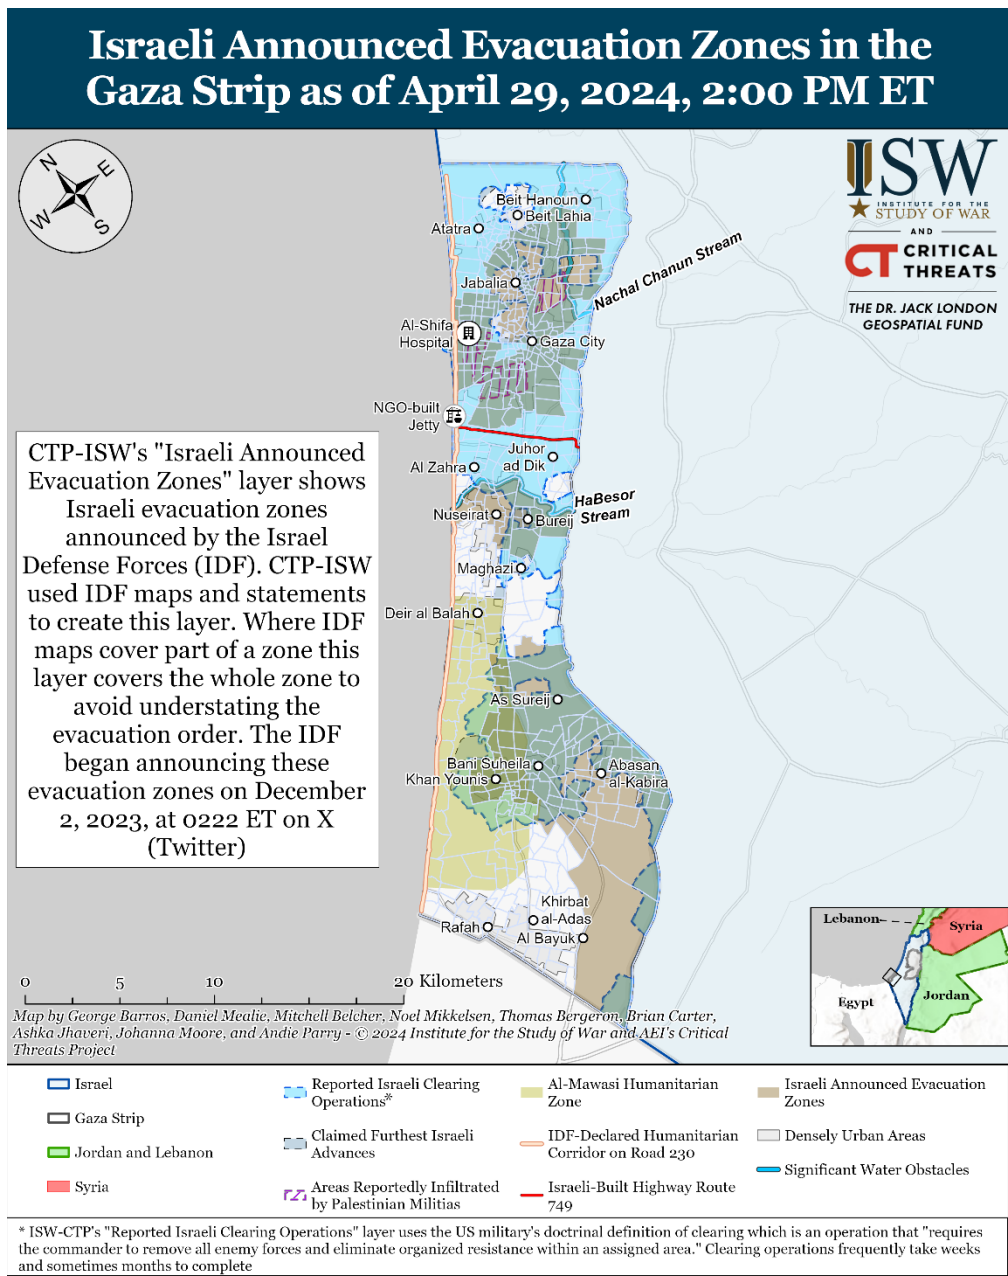 Israeli Announced Evacuation Zones in the
Gaza Strip as of April 29, 2024, 2:00 PM ET
N
E
W
S
ISW
INSTITUTE FOR THE
STUDY OF WAR
AND
CT CRITICAL
THREATS
THE DR. JACK LONDON
GEOSPATIAL FUND
Beit Hanoun
Beit Lahia
Atatra
Nachal Chanun Stream
Jabalia
Al-Shifa
Hospital
Gaza City
NGO-built
Jetty
Juhor
ad Dik
Al Zahra
HaBesor
Stream
Nuseirat
Bureij
Maghazi
Deir al Balah
As Sureij
Bani Suheila
Abasan
al-Kabira
Khan Younis
Khirbat
al-Adas
Rafah
Al Bayuk
CTP-ISW's "Israeli Announced
Evacuation Zones" layer shows
Israeli evacuation zones
announced by the Israel
Defense Forces (IDF). CTP-ISW
used IDF maps and statements
to create this layer. Where IDF
maps cover part of a zone this
layer covers the whole zone to
avoid understating the
evacuation order. The IDF
began announcing these
evacuation zones on December
2, 2023, at 0222 ET on X
(Twitter)
Lebanon
Syria
Jordan
Egypt
0 5 10 20 Kilometers
Map by George Barros, Daniel Mealie, Mitchell Belcher, Noel Mikkelsen, Thomas Bergeron, Brian Carter,
Ashka Jhaveri, Johanna Moore, and Andie Parry - © 2024 Institute for the Study of War and AEI's Critical
Threats Project
Israel
Gaza Strip
Jordan and Lebanon
Syria
Reported Israeli Clearing
Operations*
Claimed Furthest Israeli
Advances
Areas Reportedly Infiltrated
by Palestinian Militias
Al-Mawasi Humanitarian
Zone
IDF-Declared Humanitarian
Corridor on Road 230
Israeli-Built Highway Route
749
Israeli Announced Evacuation
Zones
Densely Urban Areas
Significant Water Obstacles
* ISW-CTP's "Reported Israeli Clearing Operations" layer uses the US military's doctrinal definition of clearing which is an operation that "requires
the commander to remove all enemy forces and eliminate organized resistance within an assigned area." Clearing operations frequently take weeks
and sometimes months to complete